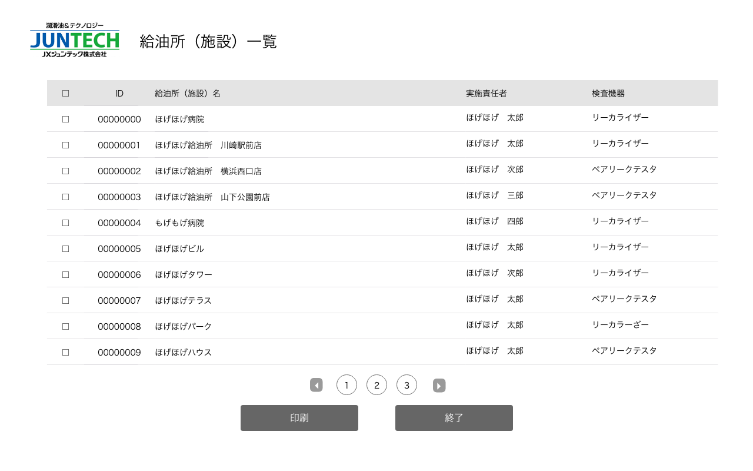 潤滑油&テクノロジー
JUNTECH
JXジュンテック株式会社
給油所（施設）一覧
ID 給油所（施設）名 実施責任者 検査機器
00000000 ほげほげ病院 ほげほげ　太郎 リーカライザー
00000001 ほげほげ給油所　川崎駅前店 ほげほげ　太郎 リーカライザー
00000002 ほげほげ給油所　横浜西口店 ほげほげ　次郎 ペアリークテスタ
00000003 ほげほげ給油所　山下公園前店 ほげほげ　三郎 ペアリークテスタ
00000004 もげもげ病院 ほげほげ　四郎 リーカライザー
00000005 ほげほげビル ほげほげ　太郎 リーカライザー
00000006 ほげほげタワー ほげほげ　次郎 リーカライザー
00000007 ほげほげテラス ほげほげ　太郎 ペアリークテスタ
00000008 ほげほげパーク ほげほげ　太郎 リーカラーざー
00000009 ほげほげハウス ほげほげ　太郎 ペアリークテスタ
1 2 3
印刷 終了